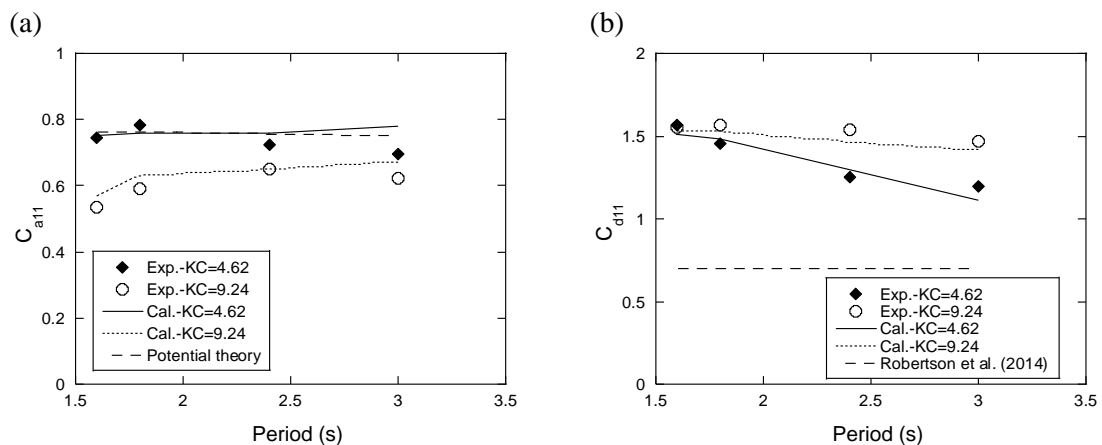 (a)
1
0.8
0.6
0.4
0.2
0
1.5 2 2.5 3 3.5
C_a11
Period (s)
Exp.-KC=4.62
Exp.-KC=9.24
Cal.-KC=4.62
Cal.-KC=9.24
Potential theory
(b)
2
1.5
1
0.5
0
1.5 2 2.5 3 3.5
C_d11
Period (s)
Exp.-KC=4.62
Exp.-KC=9.24
Cal.-KC=4.62
Cal.-KC=9.24
Robertson et al. (2014)